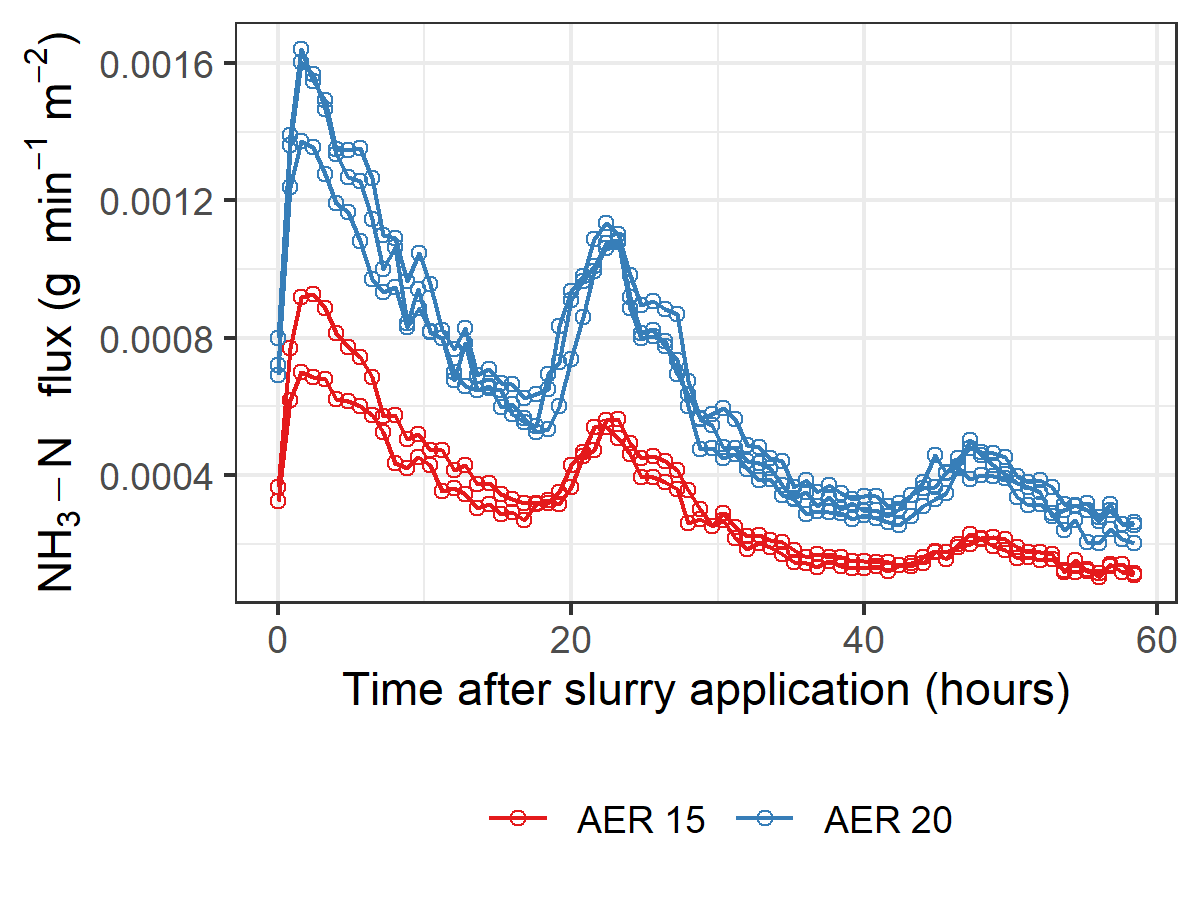 NH₃ − N flux (g min⁻¹ m⁻²)
0.0016
0.0012
0.0008
0.0004
0 20 40 60
Time after slurry application (hours)
AER 15 AER 20